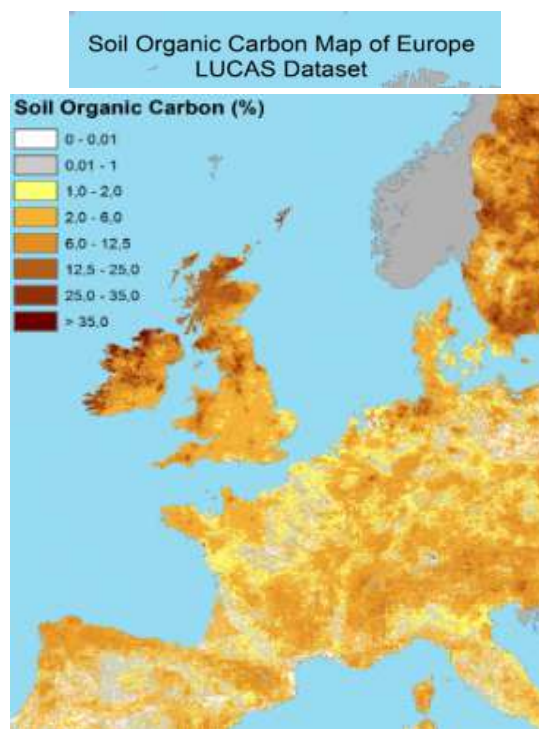 Soil Organic Carbon Map of Europe
LUCAS Dataset
Soil Organic Carbon (%)
0 - 0,01
0,01 - 1
1,0 - 2,0
2,0 - 6,0
6,0 - 12,5
12,5 - 25,0
25,0 - 35,0
> 35,0